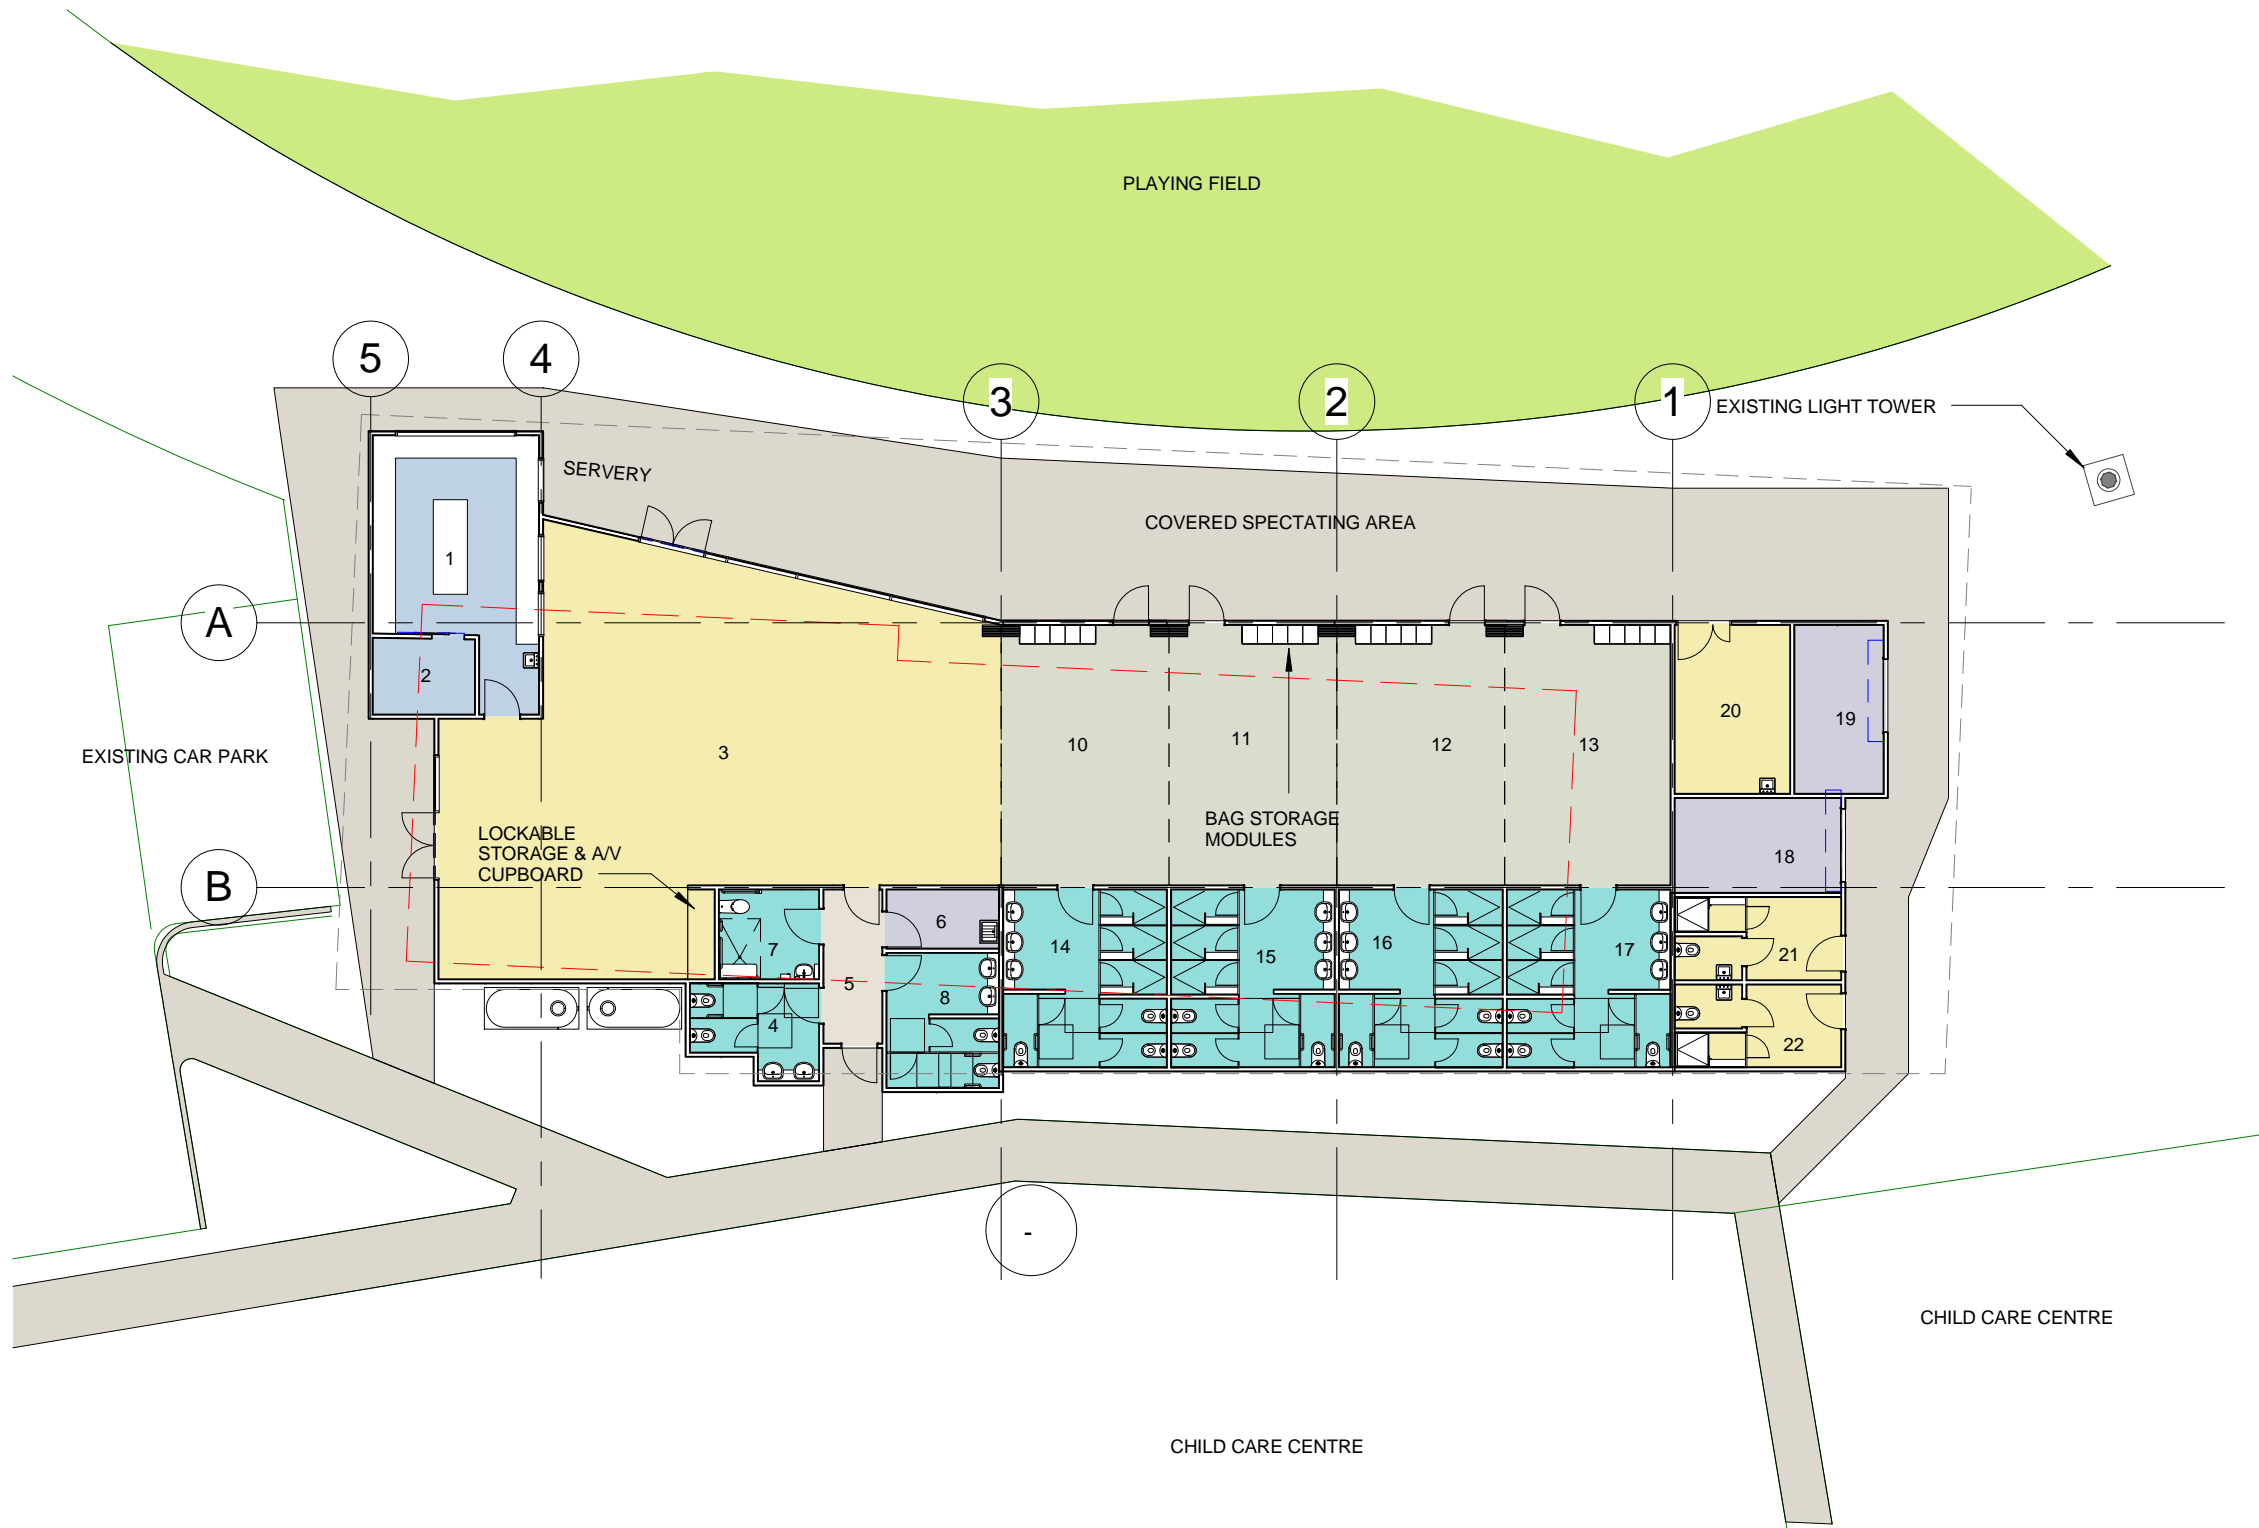 PLAYING FIELD
5
4
3
2
1
EXISTING LIGHT TOWER
SERVERY
COVERED SPECTATING AREA
1
A
2
20
19
3
10
11
12
13
EXISTING CAR PARK
BAG STORAGE
MODULES
LOCKABLE
STORAGE & A/V
CUPBOARD
18
B
6
7
14
15
16
17
21
5
8
4
22
-
CHILD CARE CENTRE
CHILD CARE CENTRE